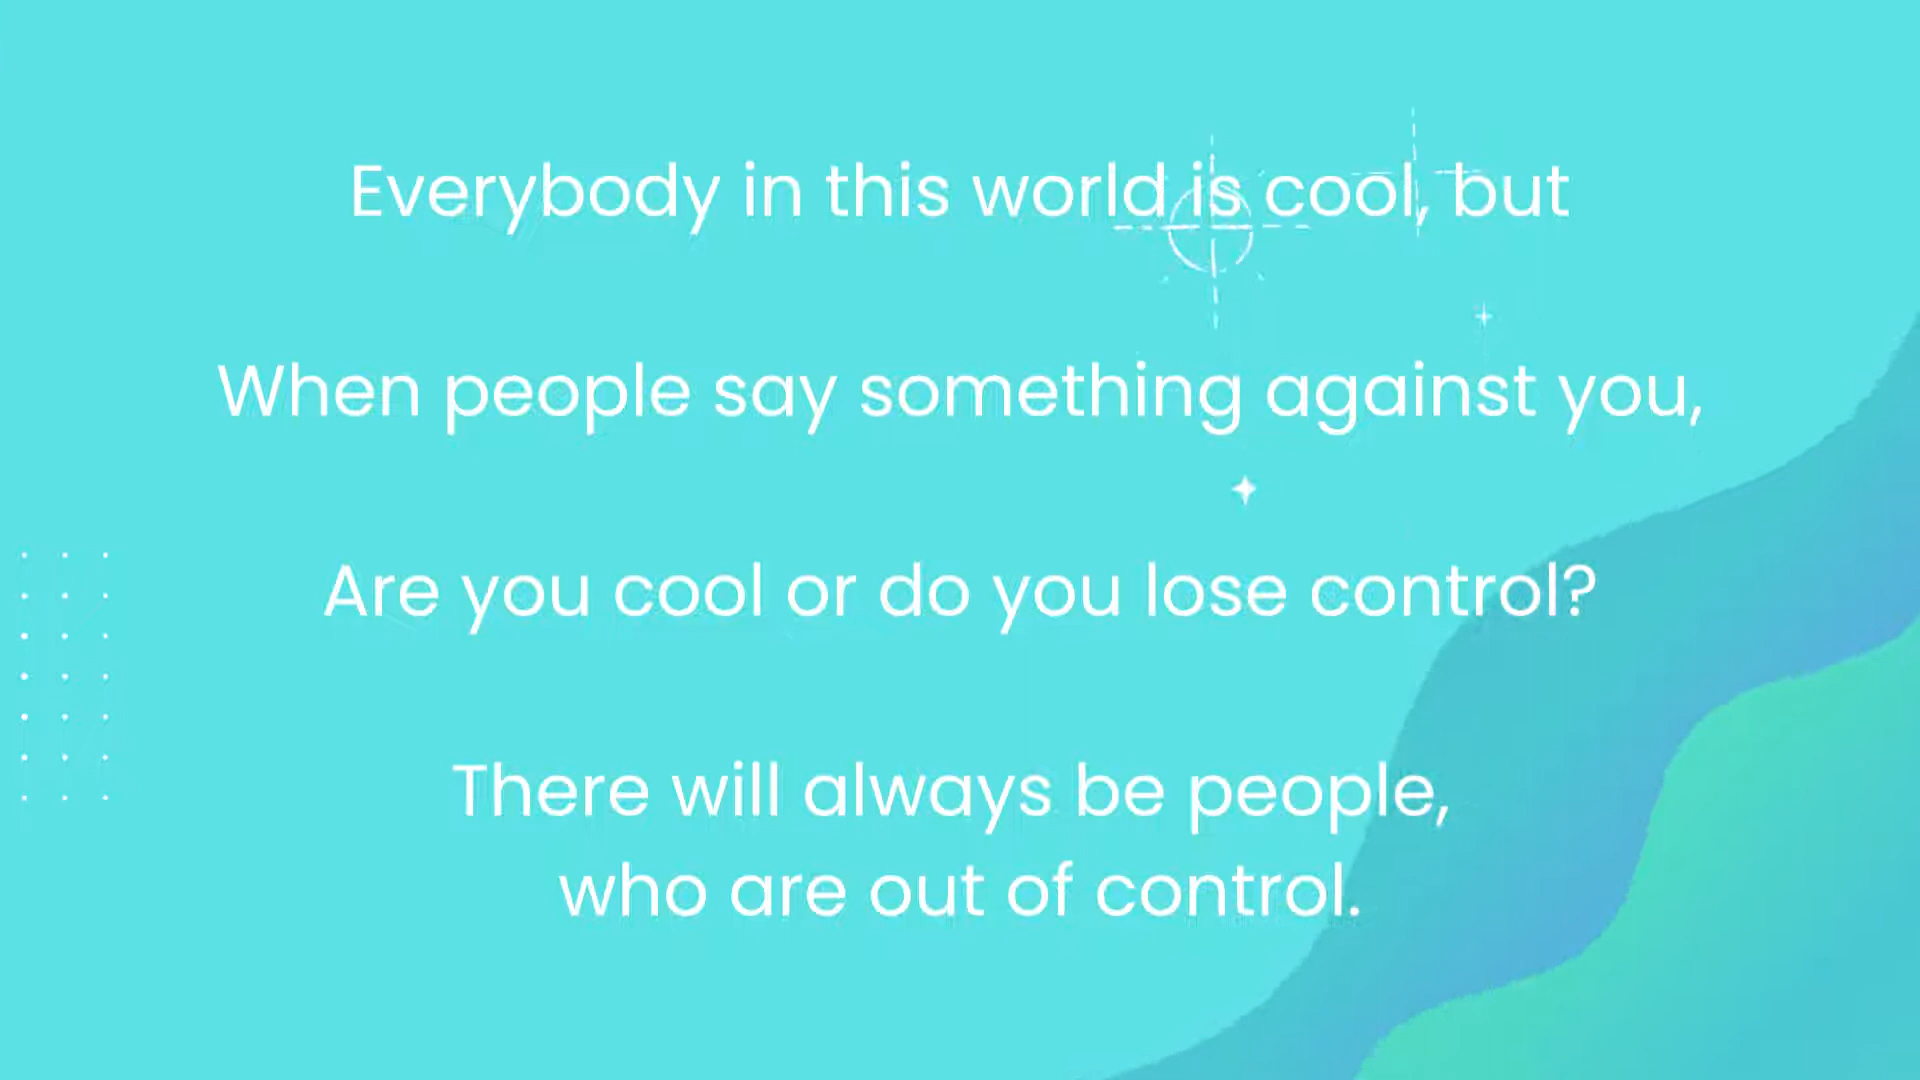 Everybody in this world is cool, but
When people say something against you,
Are you cool or do you lose control?
There will always be people,
who are out of control.